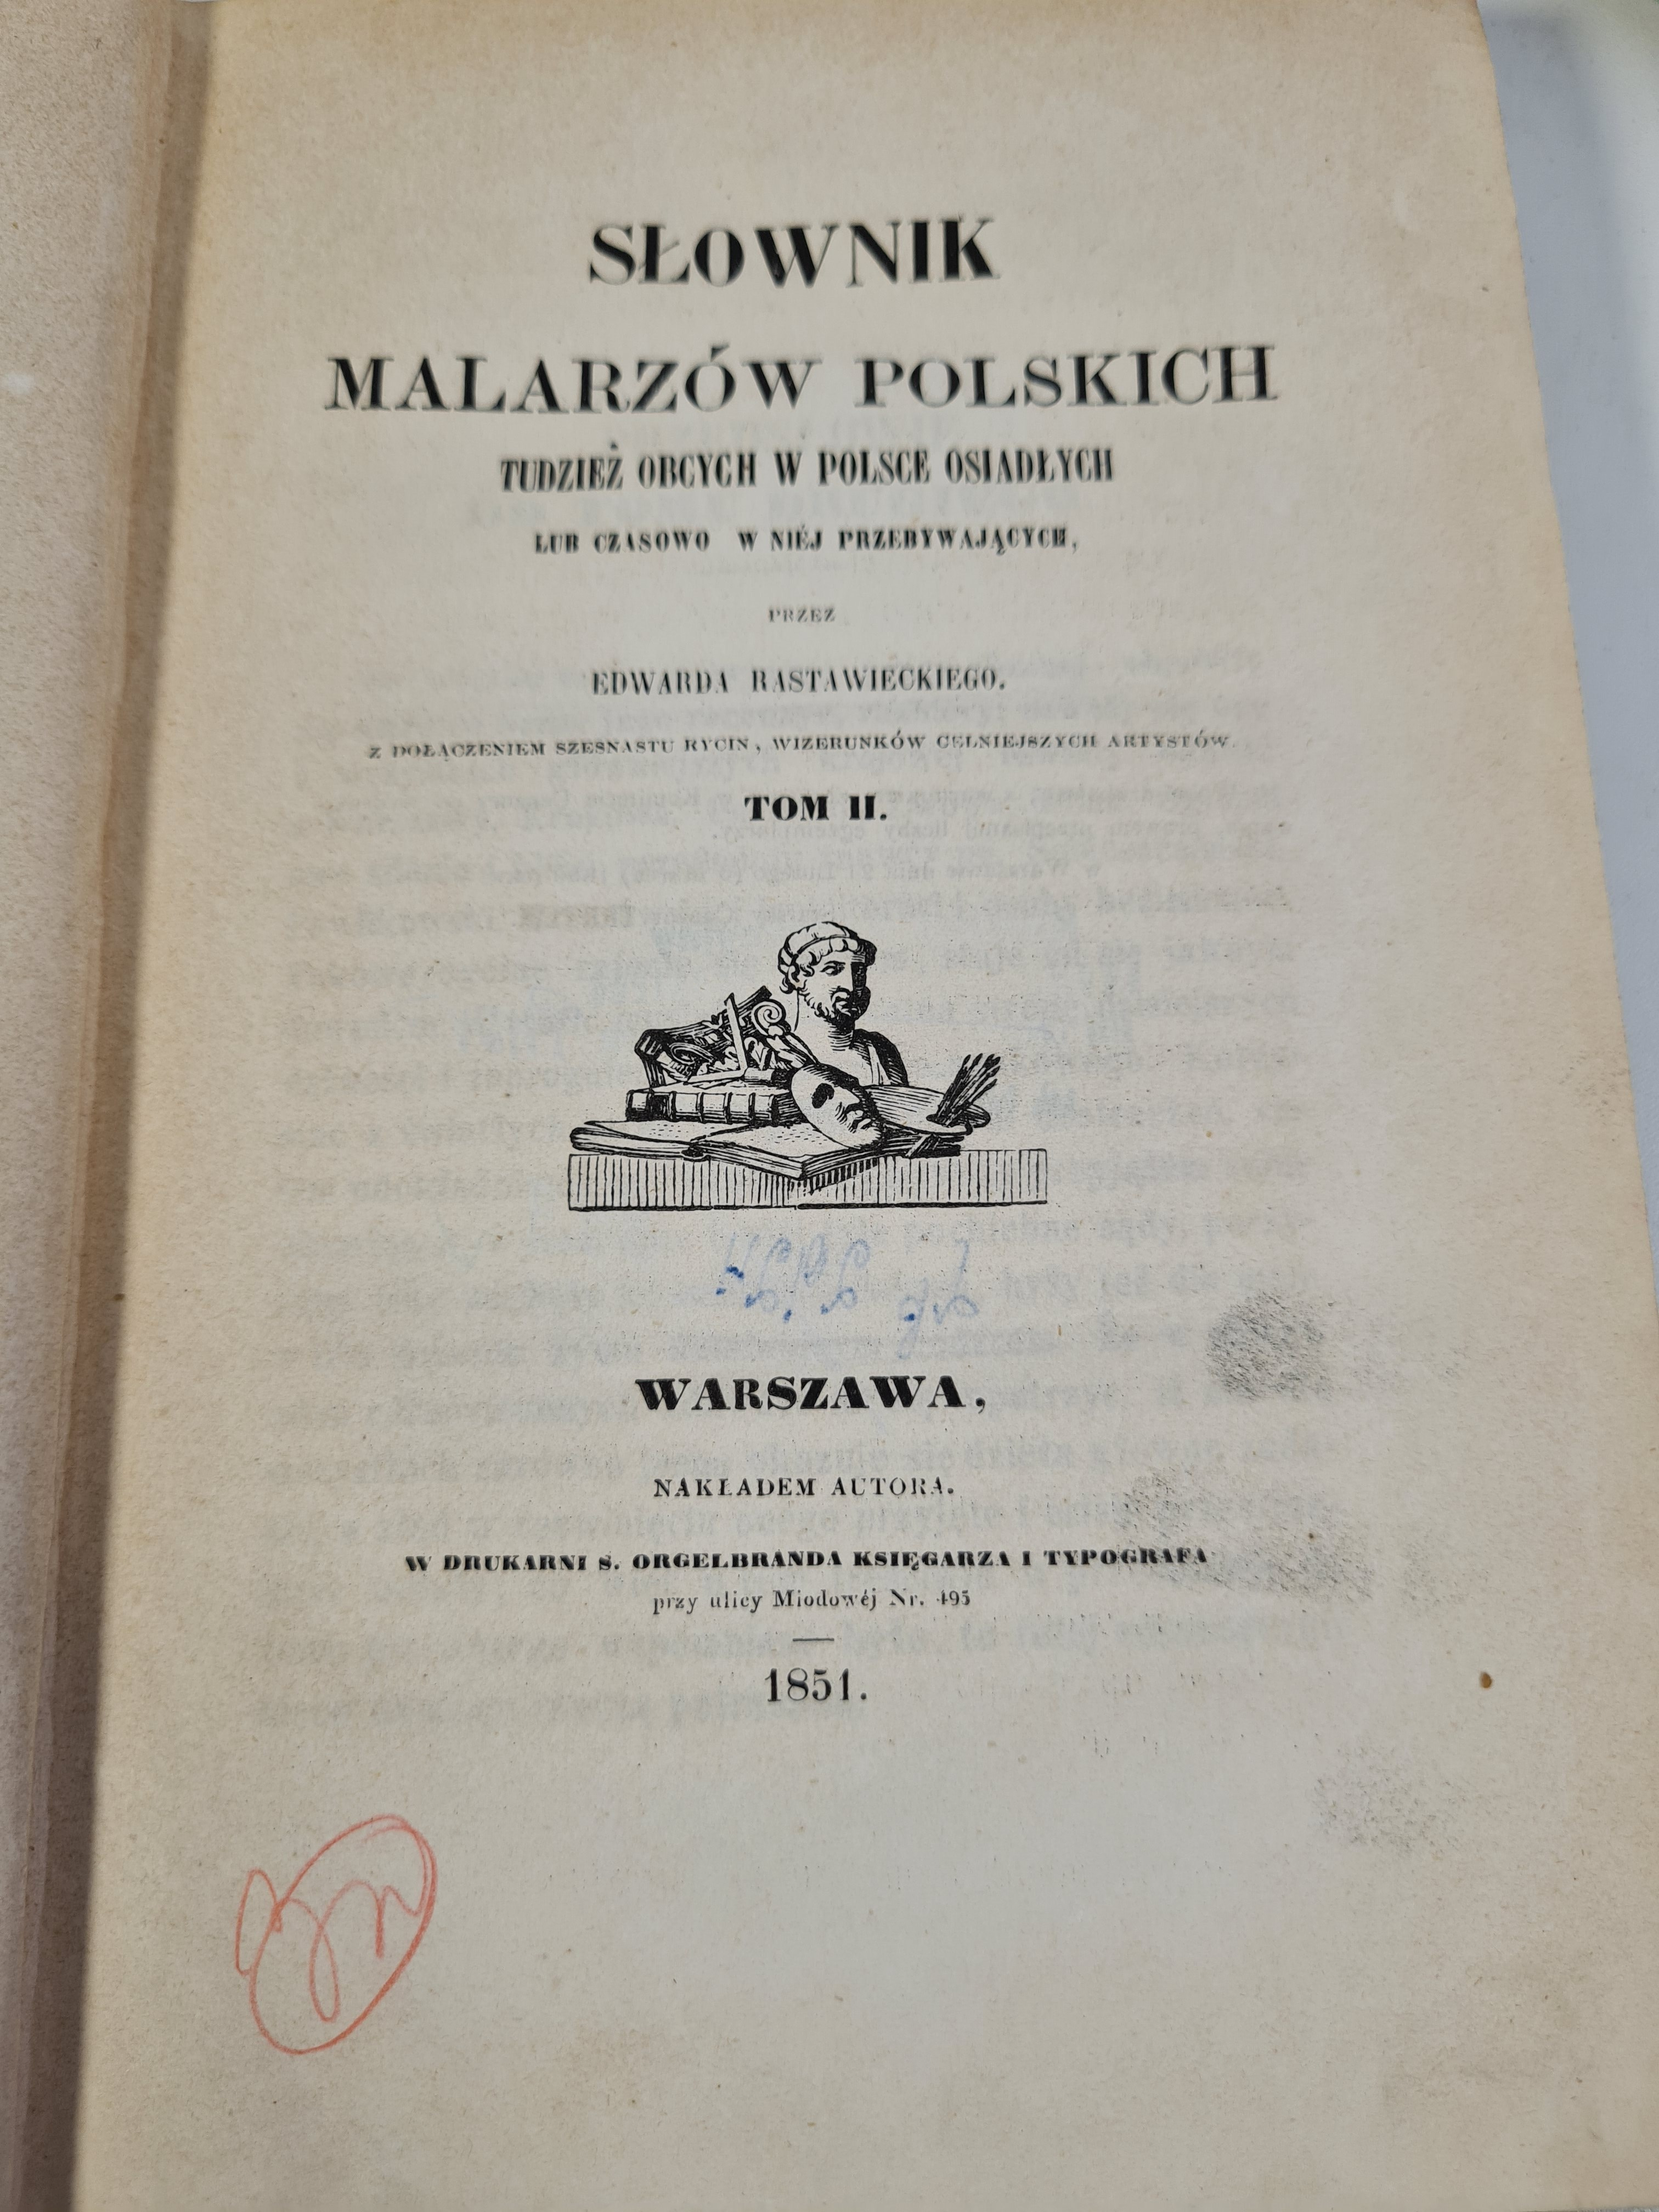 SŁOWNIK
MALARZÓW POLSKICH
TUDZIEŻ OBCYCH W POLSCE OSIADŁYCH
LUB CZASOWO W NIÉJ PRZEBYWAJĄCYCH,
PRZEZ
EDWARDA RASTAWIECKIEGO.
Z DOŁĄCZENIEM SZESNASTU RYCIN, WIZERUNKÓW CELNIEJSZYCH ARTYSTÓW.
TOM II.
WARSZAWA,
NAKŁADEM AUTORA.
W DRUKARNI S. ORGELBRANDA KSIĘGARZA I TYPOGRAFA
przy ulicy Miodowéj Nr. 495
1851.